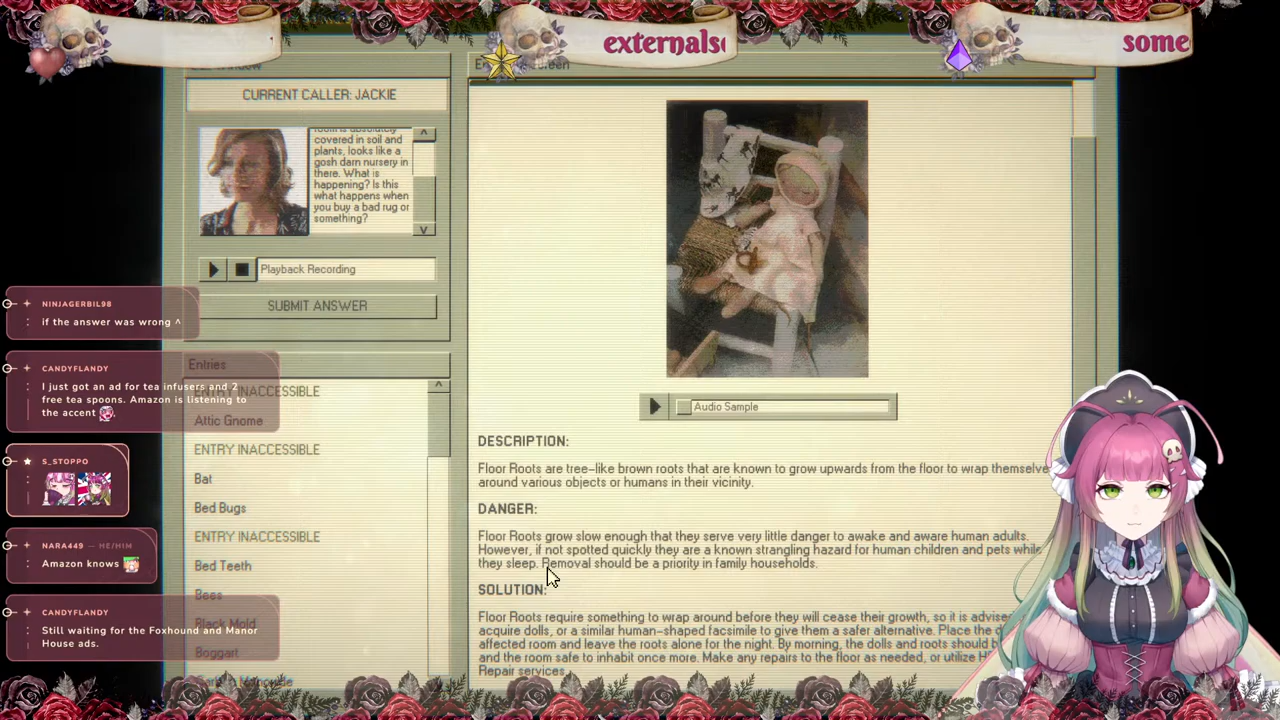 externals
some
CURRENT CALLER: JACKIE
covered in soil and
plants, looks like a
gosh darn nursery in
there. What is
happening? Is this
what happens when
you buy a bad rug or
something?
Playback Recording
SUBMIT ANSWER
Entries
ENTRY INACCESSIBLE
Attic Gnome
ENTRY INACCESSIBLE
Bat
Bed Bugs
ENTRY INACCESSIBLE
Bed Teeth
Bees
Black Mold
Boggart
Audio Sample
DESCRIPTION:
Floor Roots are tree-like brown roots that are known to grow upwards from the floor to wrap themselve
around various objects or humans in their vicinity.
DANGER:
Floor Roots grow slow enough that they serve very little danger to awake and aware human adults.
However, if not spotted quickly they are a known strangling hazard for human children and pets while
they sleep. Removal should be a priority in family households.
SOLUTION:
Floor Roots require something to wrap around before they will cease their growth, so it is advise
acquire dolls, or a similar human-shaped facsimile to give them a safer alternative. Place the d
affected room and leave the roots alone for the night. By morning, the dolls and roots should b
and the room safe to inhabit once more. Make any repairs to the floor as needed, or utilize H
Repair services.
NINJAGERBIL98
if the answer was wrong ^
CANDYFLANDY
I just got an ad for tea infusers and 2
free tea spoons. Amazon is listening to
the accent
S_STOPPO
NARA449 — HE/HIM
Amazon knows
CANDYFLANDY
Still waiting for the Foxhound and Manor
House ads.